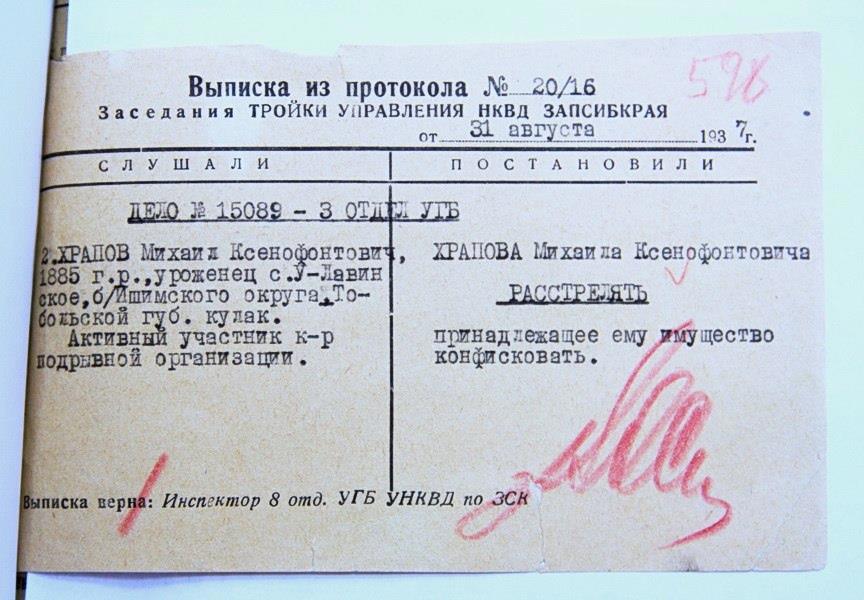 598
Выписка из протокола № 20/16
Заседания ТРОЙКИ УПРАВЛЕНИЯ НКВД ЗАПСИБКРАЯ
от 31 августа 1937г.
СЛУШАЛИ
ПОСТАНОВИЛИ
ДЕЛО № 15089 - 3 ОТДЕЛ УГБ
2.ХРАПОВ Михаил Ксенофонтович,
1885 г.р.,уроженец с.У-Лавин
ское,б/Ишимского округа,То-
больской губ. кулак.
Активный участник к-р
подрывной организации.
ХРАПОВА Михаила Ксенофонтовича
РАССТРЕЛЯТЬ
принадлежащее ему имущество
конфисковать.
Выписка верна: Инспектор 8 отд. УГБ УНКВД по ЗСК